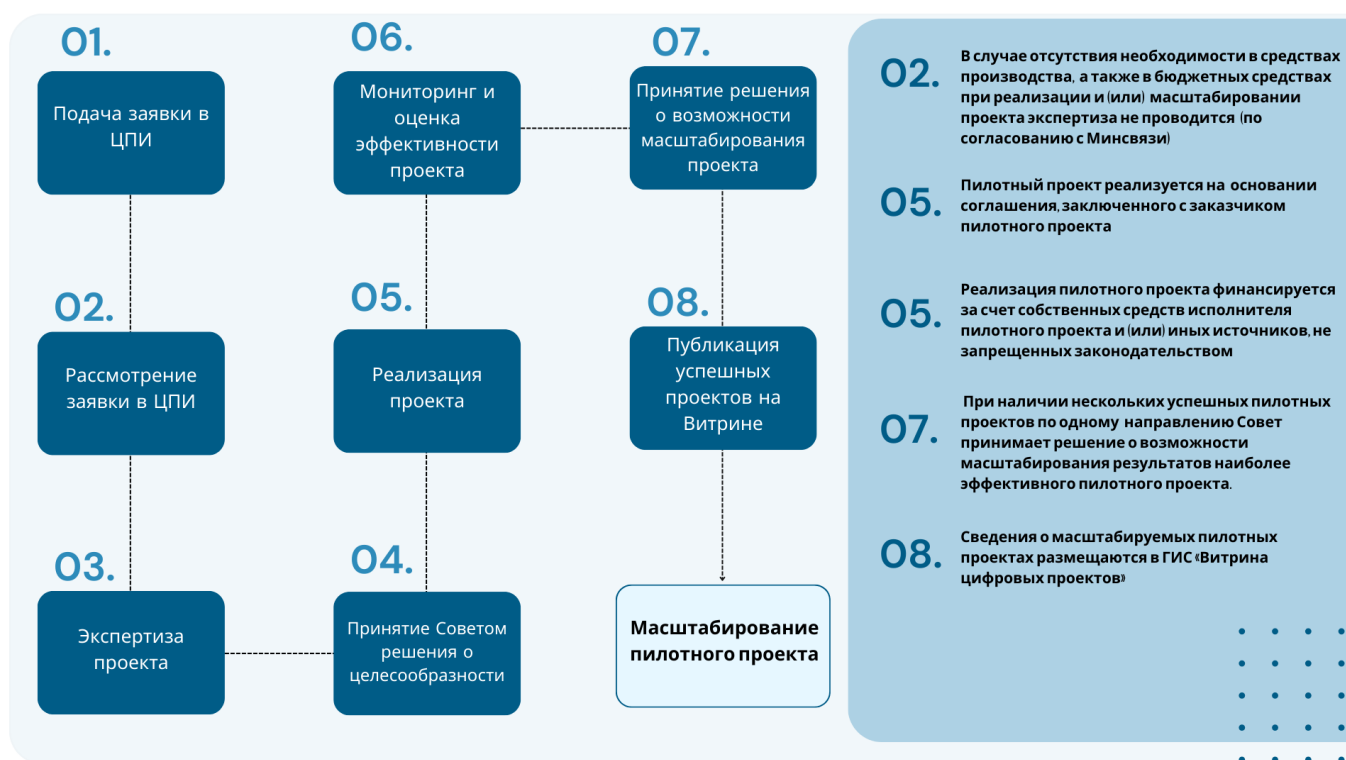 01.
Подача заявки в
ЦПИ
02.
Рассмотрение
заявки в ЦПИ
03.
Экспертиза
проекта
04.
Принятие Советом
решения о
целесообразности
05.
Реализация
проекта
06.
Мониторинг и
оценка
эффективности
проекта
07.
Принятие решения
о возможности
масштабирования
проекта
08.
Публикация
успешных
проектов на
Витрине
Масштабирование
пилотного проекта
02.
В случае отсутствия необходимости в средствах
производства, а также в бюджетных средствах
при реализации и (или) масштабировании
проекта экспертиза не проводится (по
согласованию с Минсвязи)
05.
Пилотный проект реализуется на основании
соглашения, заключенного с заказчиком
пилотного проекта
05.
Реализация пилотного проекта финансируется
за счет собственных средств исполнителя
пилотного проекта и (или) иных источников, не
запрещенных законодательством
07.
При наличии нескольких успешных пилотных
проектов по одному направлению Совет
принимает решение о возможности
масштабирования результатов наиболее
эффективного пилотного проекта.
08.
Сведения о масштабируемых пилотных
проектах размещаются в ГИС «Витрина
цифровых проектов»